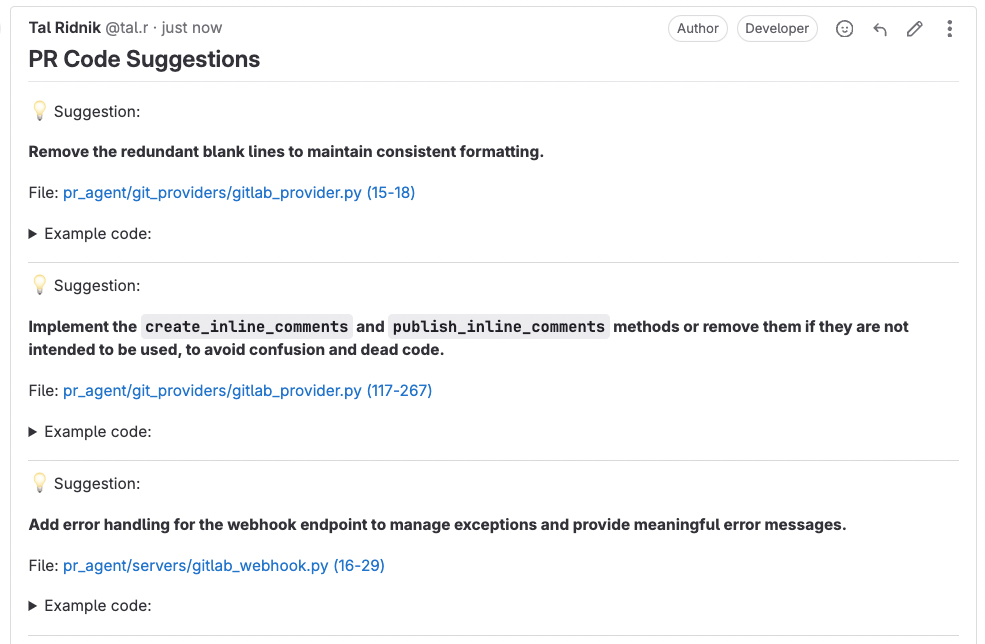 Tal Ridnik @tal.r · just now Author Developer
PR Code Suggestions
💡 Suggestion:
Remove the redundant blank lines to maintain consistent formatting.
File: pr_agent/git_providers/gitlab_provider.py (15-18)
▶ Example code:
💡 Suggestion:
Implement the create_inline_comments and publish_inline_comments methods or remove them if they are not
intended to be used, to avoid confusion and dead code.
File: pr_agent/git_providers/gitlab_provider.py (117-267)
▶ Example code:
💡 Suggestion:
Add error handling for the webhook endpoint to manage exceptions and provide meaningful error messages.
File: pr_agent/servers/gitlab_webhook.py (16-29)
▶ Example code: